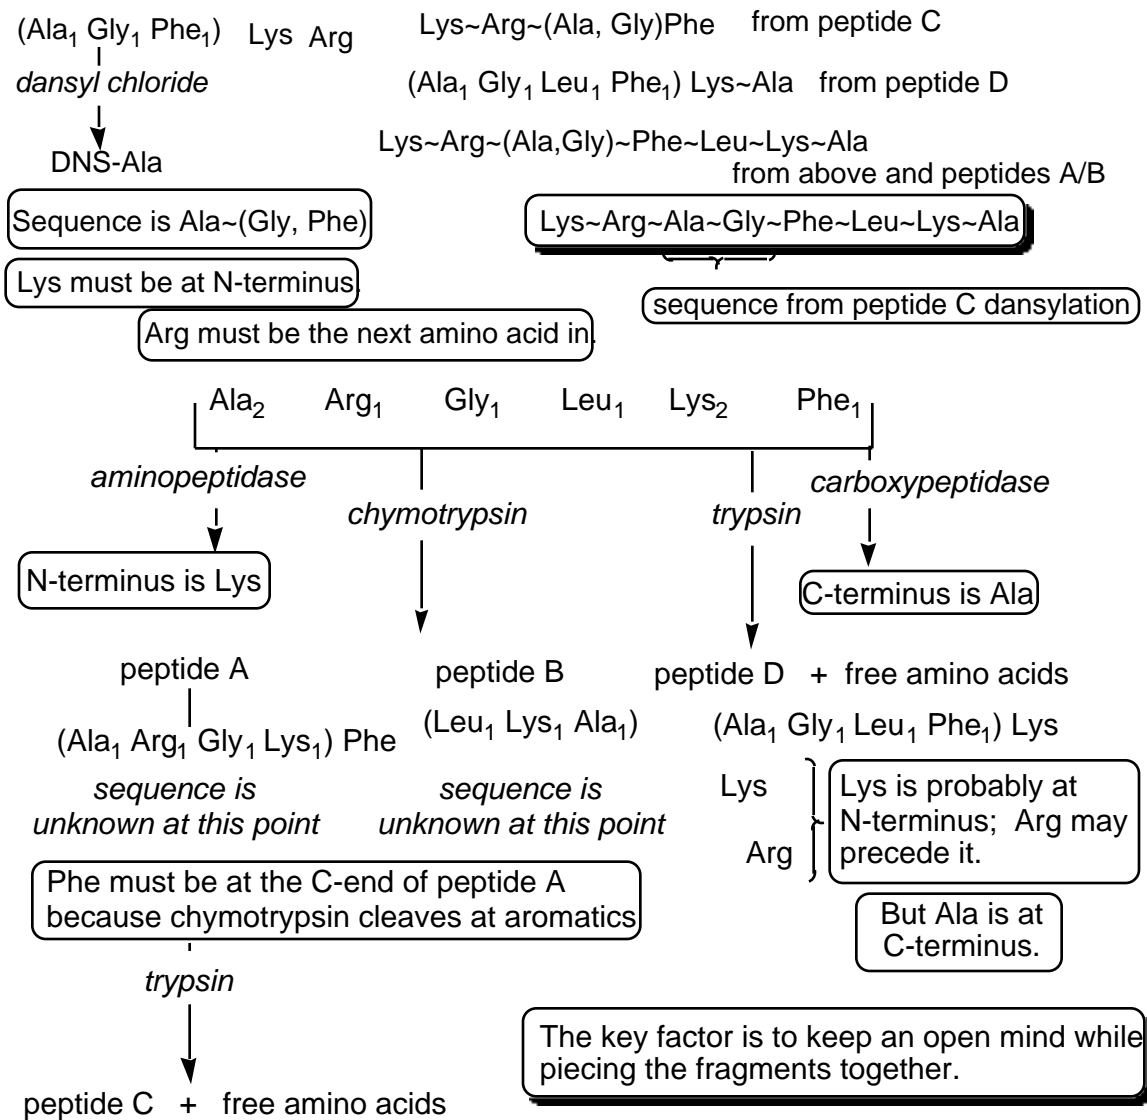 (Ala1 Gly1 Phe1) Lys Arg
dansyl chloride
DNS-Ala
Sequence is Ala~(Gly, Phe)
Lys must be at N-terminus.
Arg must be the next amino acid in.
Lys~Arg~(Ala, Gly)Phe from peptide C
(Ala1 Gly1 Leu1 Phe1) Lys~Ala from peptide D
Lys~Arg~(Ala,Gly)~Phe~Leu~Lys~Ala
from above and peptides A/B
Lys~Arg~Ala~Gly~Phe~Leu~Lys~Ala
sequence from peptide C dansylation
Ala2 Arg1 Gly1 Leu1 Lys2 Phe1
aminopeptidase
chymotrypsin
trypsin
carboxypeptidase
N-terminus is Lys
C-terminus is Ala
peptide A
(Ala1 Arg1 Gly1 Lys1) Phe
sequence is
unknown at this point
peptide B
(Leu1 Lys1 Ala1)
sequence is
unknown at this point
peptide D + free amino acids
(Ala1 Gly1 Leu1 Phe1) Lys
Lys
Arg
Lys is probably at
N-terminus; Arg may
precede it.
But Ala is at
C-terminus.
Phe must be at the C-end of peptide A
because chymotrypsin cleaves at aromatics
trypsin
peptide C + free amino acids
The key factor is to keep an open mind while
piecing the fragments together.